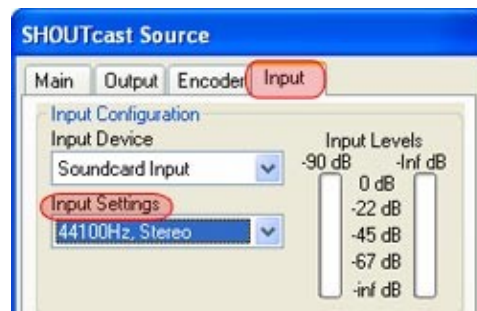 SHOUTcast Source
Main Output Encoder Input
Input Configuration
Input Device
Soundcard Input
Input Settings
44100Hz, Stereo
Input Levels
-90 dB -Inf dB
0 dB
-22 dB
-45 dB
-67 dB
-inf dB